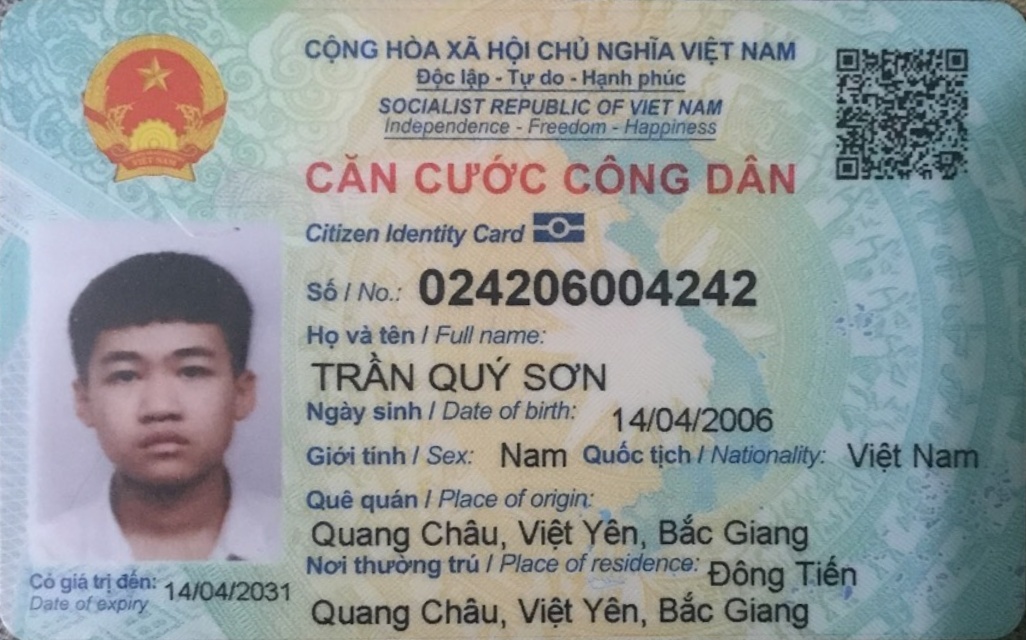 CỘNG HÒA XÃ HỘI CHỦ NGHĨA VIỆT NAM
Độc lập - Tự do - Hạnh phúc
SOCIALIST REPUBLIC OF VIET NAM
Independence - Freedom - Happiness
VIỆT NAM
CĂN CƯỚC CÔNG DÂN
Citizen Identity Card
Số / No.: 024206004242
Họ và tên / Full name:
TRẦN QUÝ SƠN
Ngày sinh / Date of birth: 14/04/2006
Giới tính / Sex: Nam Quốc tịch / Nationality: Việt Nam
Quê quán / Place of origin:
Quang Châu, Việt Yên, Bắc Giang
Nơi thường trú / Place of residence: Đông Tiến
Quang Châu, Việt Yên, Bắc Giang
Có giá trị đến: 14/04/2031
Date of expiry